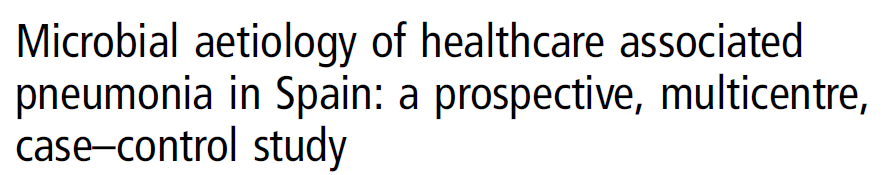 Microbial aetiology of healthcare associated
pneumonia in Spain: a prospective, multicentre,
case–control study